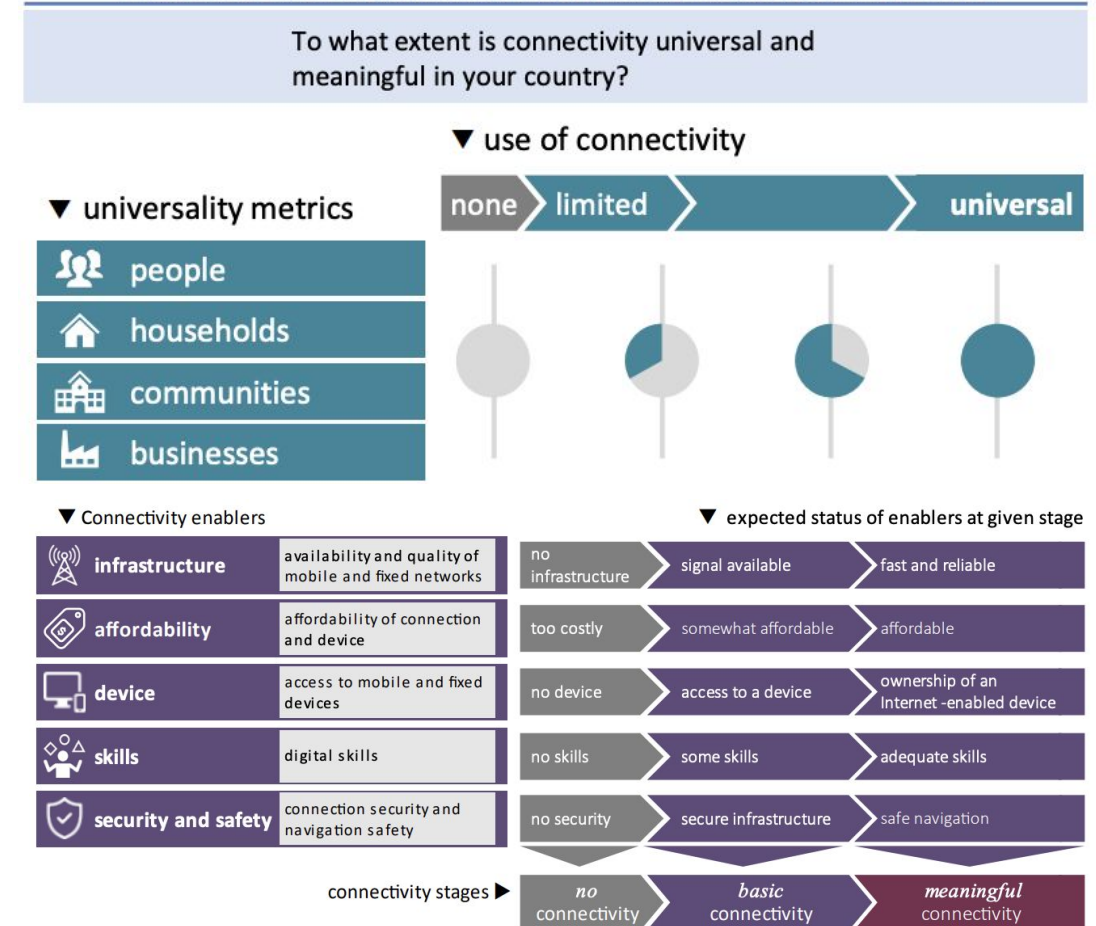 To what extent is connectivity universal and
meaningful in your country?
▼ use of connectivity
none
limited
universal
▼ universality metrics
people
households
communities
businesses
▼ Connectivity enablers
▼ expected status of enablers at given stage
infrastructure
availability and quality of
mobile and fixed networks
no
infrastructure
signal available
fast and reliable
affordability
affordability of connection
and device
too costly
somewhat affordable
affordable
device
access to mobile and fixed
devices
no device
access to a device
ownership of an
Internet -enabled device
skills
digital skills
no skills
some skills
adequate skills
security and safety
connection security and
navigation safety
no security
secure infrastructure
safe navigation
connectivity stages ▶
no
connectivity
basic
connectivity
meaningful
connectivity